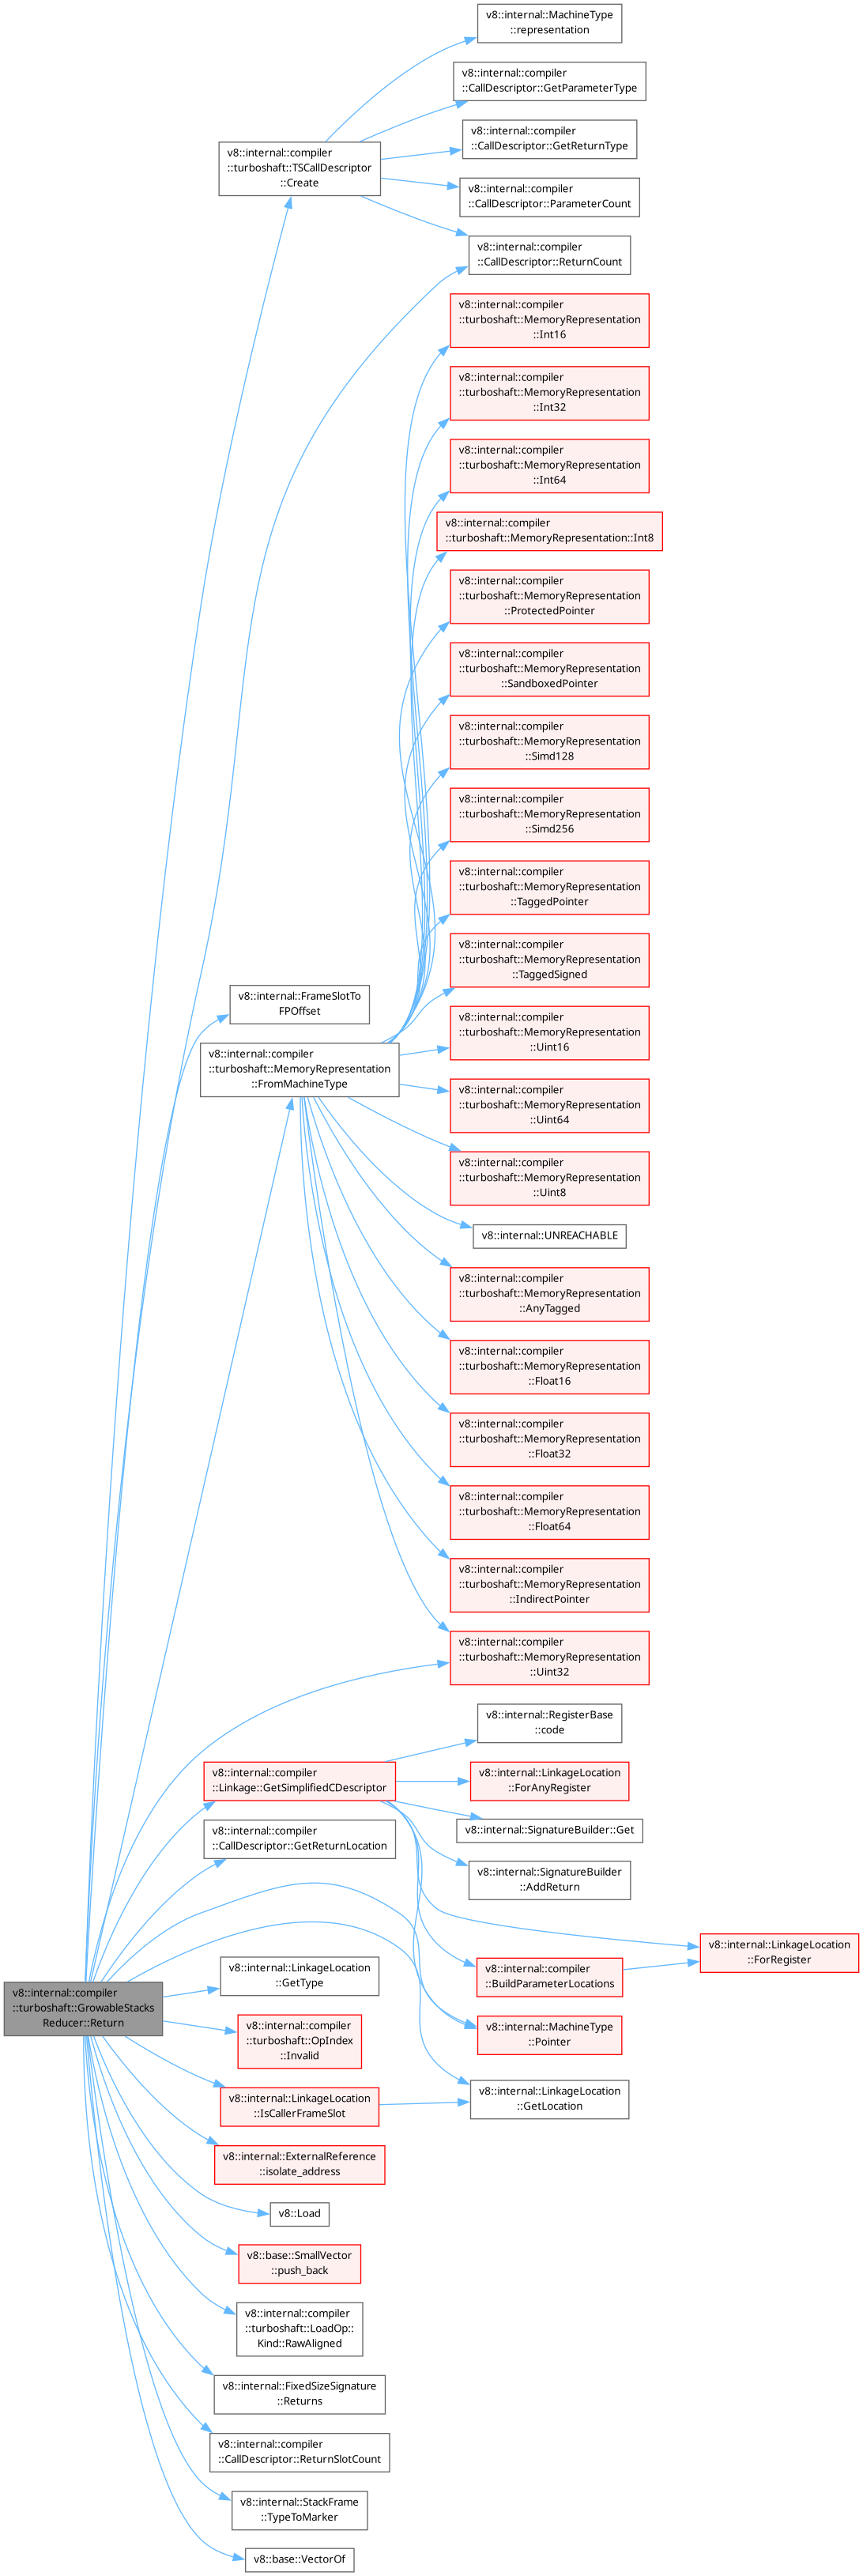 v8::internal::MachineType
::representation
v8::internal::compiler
::CallDescriptor::GetParameterType
v8::internal::compiler
::CallDescriptor::GetReturnType
v8::internal::compiler
::turboshaft::TSCallDescriptor
::Create
v8::internal::compiler
::CallDescriptor::ParameterCount
v8::internal::compiler
::CallDescriptor::ReturnCount
v8::internal::compiler
::turboshaft::MemoryRepresentation
::Int16
v8::internal::compiler
::turboshaft::MemoryRepresentation
::Int32
v8::internal::compiler
::turboshaft::MemoryRepresentation
::Int64
v8::internal::compiler
::turboshaft::MemoryRepresentation::Int8
v8::internal::compiler
::turboshaft::MemoryRepresentation
::ProtectedPointer
v8::internal::compiler
::turboshaft::MemoryRepresentation
::SandboxedPointer
v8::internal::compiler
::turboshaft::MemoryRepresentation
::Simd128
v8::internal::compiler
::turboshaft::MemoryRepresentation
::Simd256
v8::internal::compiler
::turboshaft::MemoryRepresentation
::TaggedPointer
v8::internal::compiler
::turboshaft::MemoryRepresentation
::TaggedSigned
v8::internal::FrameSlotTo
FPOffset
v8::internal::compiler
::turboshaft::MemoryRepresentation
::Uint16
v8::internal::compiler
::turboshaft::MemoryRepresentation
::FromMachineType
v8::internal::compiler
::turboshaft::MemoryRepresentation
::Uint64
v8::internal::compiler
::turboshaft::MemoryRepresentation
::Uint8
v8::internal::UNREACHABLE
v8::internal::compiler
::turboshaft::MemoryRepresentation
::AnyTagged
v8::internal::compiler
::turboshaft::MemoryRepresentation
::Float16
v8::internal::compiler
::turboshaft::MemoryRepresentation
::Float32
v8::internal::compiler
::turboshaft::MemoryRepresentation
::Float64
v8::internal::compiler
::turboshaft::MemoryRepresentation
::IndirectPointer
v8::internal::compiler
::turboshaft::MemoryRepresentation
::Uint32
v8::internal::RegisterBase
::code
v8::internal::compiler
::Linkage::GetSimplifiedCDescriptor
v8::internal::LinkageLocation
::ForAnyRegister
v8::internal::SignatureBuilder::Get
v8::internal::compiler
::CallDescriptor::GetReturnLocation
v8::internal::SignatureBuilder
::AddReturn
v8::internal::LinkageLocation
::ForRegister
v8::internal::compiler
::BuildParameterLocations
v8::internal::LinkageLocation
::GetType
v8::internal::compiler
::turboshaft::GrowableStacks
Reducer::Return
v8::internal::compiler
::turboshaft::OpIndex
::Invalid
v8::internal::MachineType
::Pointer
v8::internal::LinkageLocation
::IsCallerFrameSlot
v8::internal::LinkageLocation
::GetLocation
v8::internal::ExternalReference
::isolate_address
v8::Load
v8::base::SmallVector
::push_back
v8::internal::compiler
::turboshaft::LoadOp::
Kind::RawAligned
v8::internal::FixedSizeSignature
::Returns
v8::internal::compiler
::CallDescriptor::ReturnSlotCount
v8::internal::StackFrame
::TypeToMarker
v8::base::VectorOf